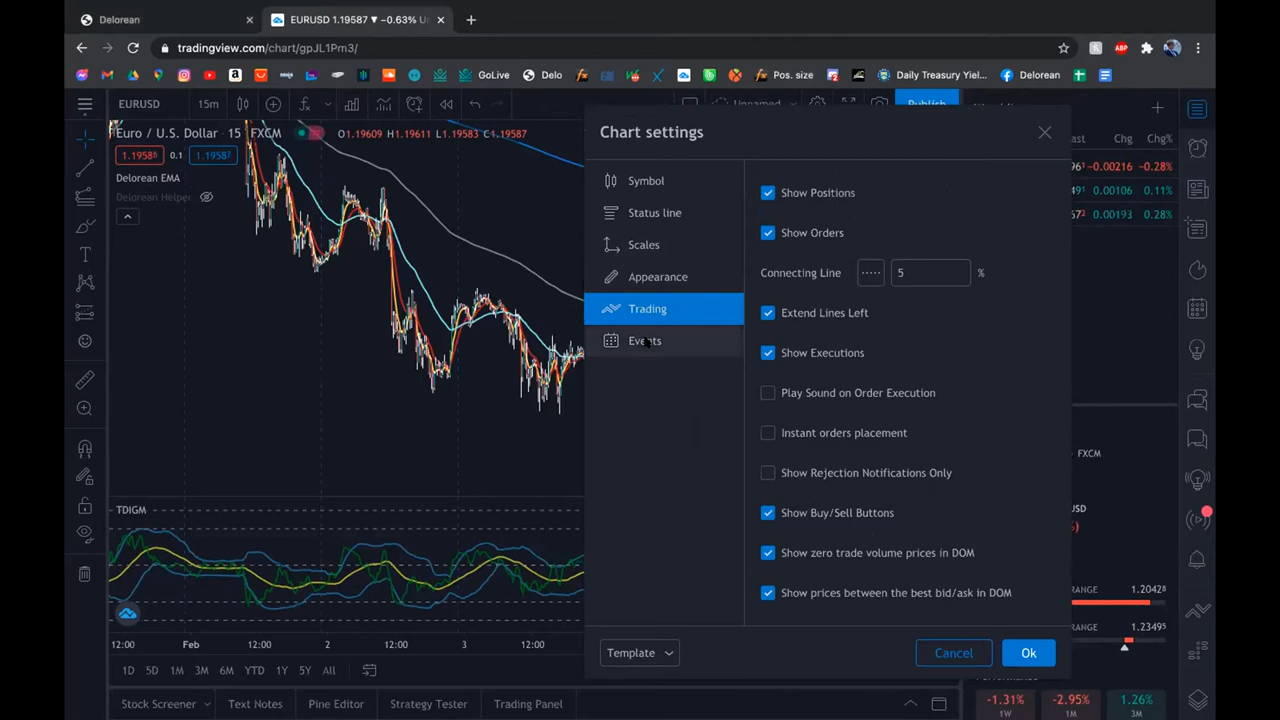 Delorean
EURUSD 1.19587 ▼ −0.63% U
tradingview.com/chart/gpJL1Pm3/
GoLive Delo Pos. size Daily Treasury Yiel... Delorean
EURUSD 15m Unnamed Publish
Euro / U.S. Dollar 15 FXCM O1.19609 H1.19611 L1.19583 C1.19587
1.19586 0.1 1.19587
Delorean EMA
Delorean Helper
TDIGM
12:00 Feb 12:00 2 12:00 3 12:00
1D 5D 1M 3M 6M YTD 1Y 5Y All
Stock Screener Text Notes Pine Editor Strategy Tester Trading Panel
Chart settings
Symbol
Status line
Scales
Appearance
Trading
Events
Show Positions
Show Orders
Connecting Line 5 %
Extend Lines Left
Show Executions
Play Sound on Order Execution
Instant orders placement
Show Rejection Notifications Only
Show Buy/Sell Buttons
Show zero trade volume prices in DOM
Show prices between the best bid/ask in DOM
Template Cancel Ok
ast Chg Chg%
−0.00216 −0.28%
0.00106 0.11%
0.00193 0.28%
FXCM
RANGE 1.20428
RANGE 1.23495
-1.31% -2.95% 1.26%
1W 1M 3M